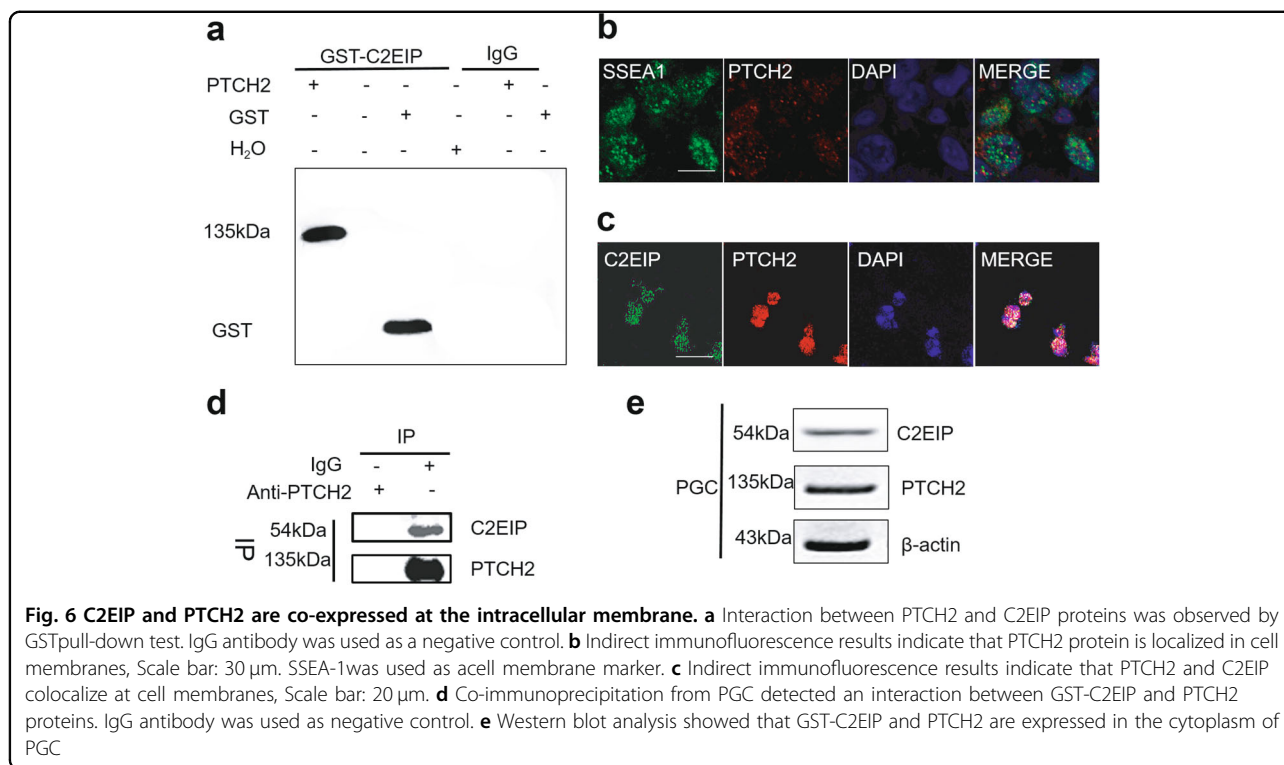 a
GST-C2EIP IgG
PTCH2 + - - - + -
GST - - + - - +
H₂O - - - + - -
135kDa
GST
b
SSEA1 PTCH2 DAPI MERGE
c
C2EIP PTCH2 DAPI MERGE
d
IP
IgG - +
Anti-PTCH2 + -
IP
54kDa C2EIP
135kDa PTCH2
e
PGC
54kDa C2EIP
135kDa PTCH2
43kDa β-actin
Fig. 6 C2EIP and PTCH2 are co-expressed at the intracellular membrane. a Interaction between PTCH2 and C2EIP proteins was observed by
GSTpull-down test. IgG antibody was used as a negative control. b Indirect immunofluorescence results indicate that PTCH2 protein is localized in cell
membranes, Scale bar: 30 μm. SSEA-1was used as acell membrane marker. c Indirect immunofluorescence results indicate that PTCH2 and C2EIP
colocalize at cell membranes, Scale bar: 20 μm. d Co-immunoprecipitation from PGC detected an interaction between GST-C2EIP and PTCH2
proteins. IgG antibody was used as negative control. e Western blot analysis showed that GST-C2EIP and PTCH2 are expressed in the cytoplasm of
PGC